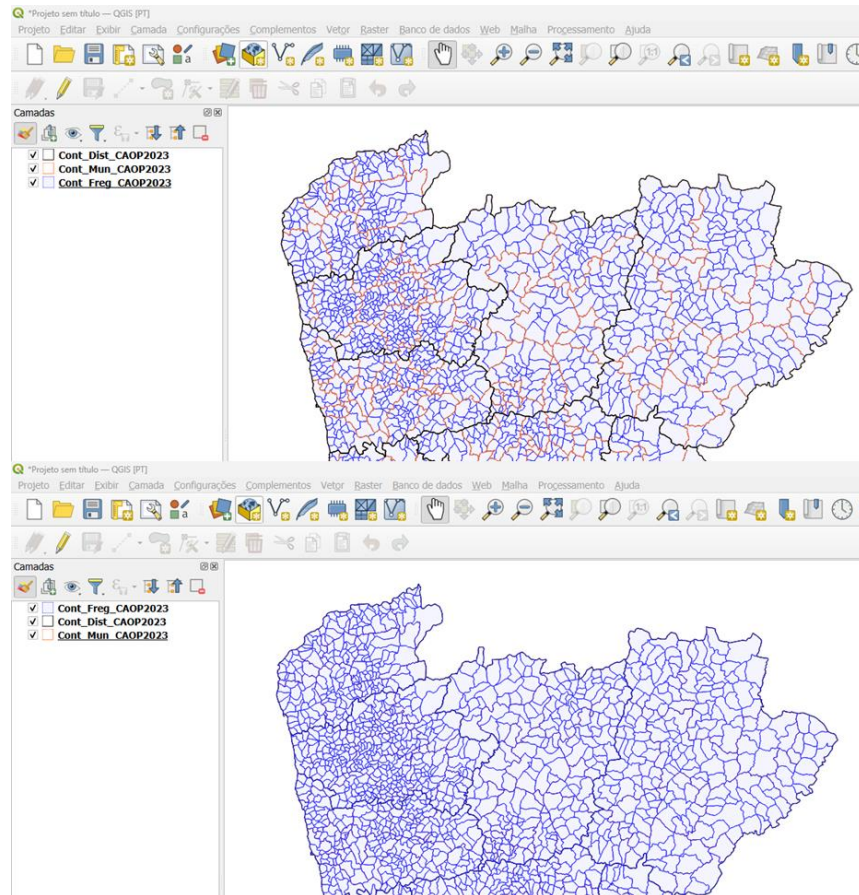 *Projeto sem título — QGIS [PT]
Projeto Editar Exibir Camada Configurações Complementos Vetor Raster Banco de dados Web Malha Processamento Ajuda
Camadas
Cont_Dist_CAOP2023
Cont_Mun_CAOP2023
Cont_Freg_CAOP2023
*Projeto sem título — QGIS [PT]
Projeto Editar Exibir Camada Configurações Complementos Vetor Raster Banco de dados Web Malha Processamento Ajuda
Camadas
Cont_Freg_CAOP2023
Cont_Dist_CAOP2023
Cont_Mun_CAOP2023